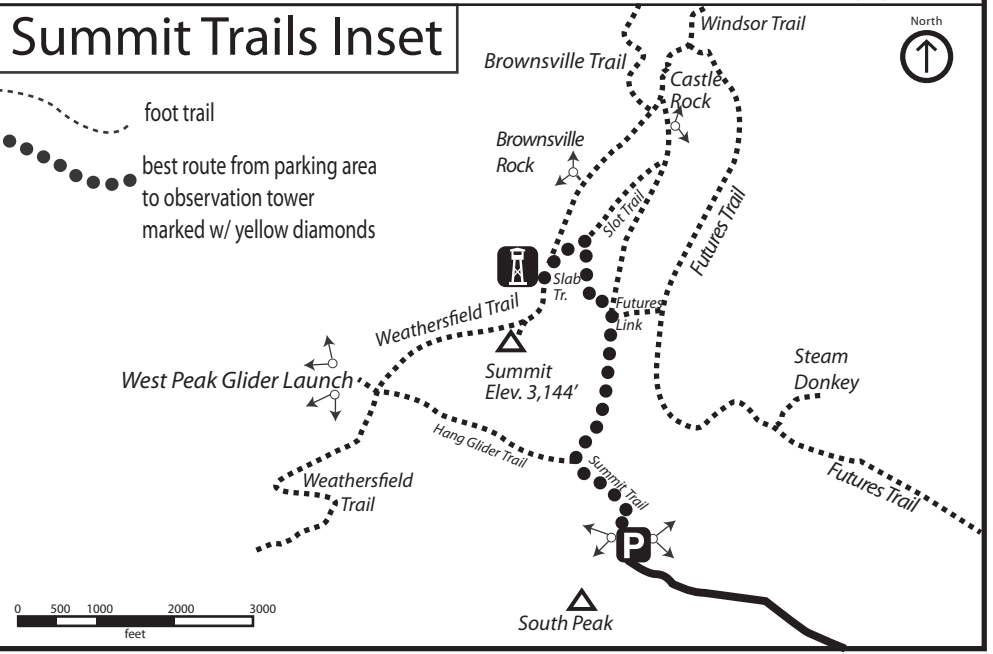 Summit Trails Inset
foot trail
best route from parking area
to observation tower
marked w/ yellow diamonds
Windsor Trail
North
Brownsville Trail
Castle
Rock
Brownsville
Rock
Slot Trail
Futures Trail
Slab
Tr.
Futures
Link
Weathersfield Trail
Summit
Elev. 3,144'
West Peak Glider Launch
Steam
Donkey
Hang Glider Trail
Summit Trail
Weathersfield
Trail
Futures Trail
P
South Peak
0 500 1000 2000 3000
feet